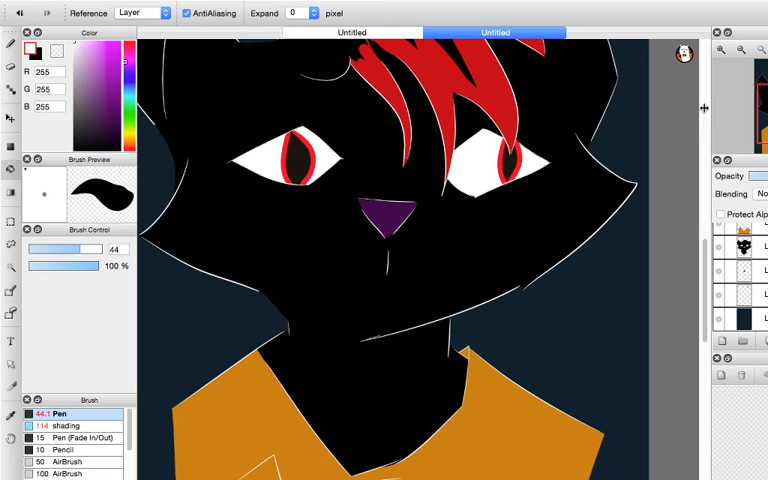 Reference Layer AntiAliasing Expand 0 pixel
Untitled Untitled
Color
R 255
G 255
B 255
Brush Preview
Brush Control
44
100 %
Brush
44.1 Pen
114 shading
15 Pen (Fade In/Out)
10 Pencil
50 AirBrush
100 AirBrush
T
Opacity
Blending
Protect Alp